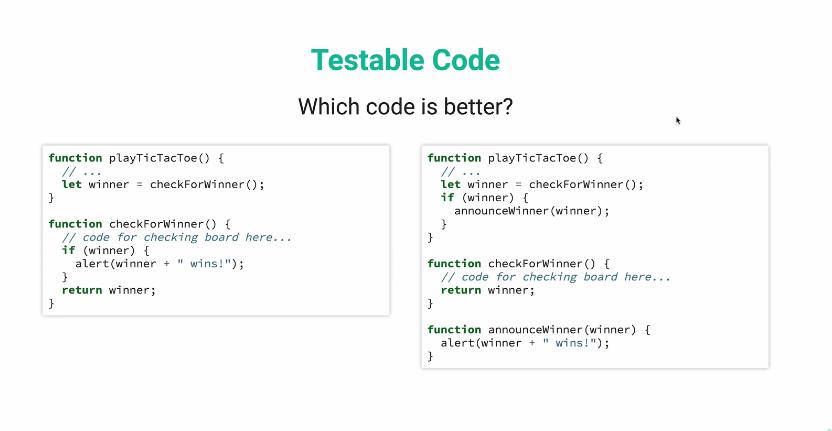 Testable Code
Which code is better?
function playTicTacToe() {
  // ...
  let winner = checkForWinner();
}

function checkForWinner() {
  // code for checking board here...
  if (winner) {
    alert(winner + " wins!");
  }
  return winner;
}
function playTicTacToe() {
  // ...
  let winner = checkForWinner();
  if (winner) {
    announceWinner(winner);
  }
}

function checkForWinner() {
  // code for checking board here...
  return winner;
}

function announceWinner(winner) {
  alert(winner + " wins!");
}